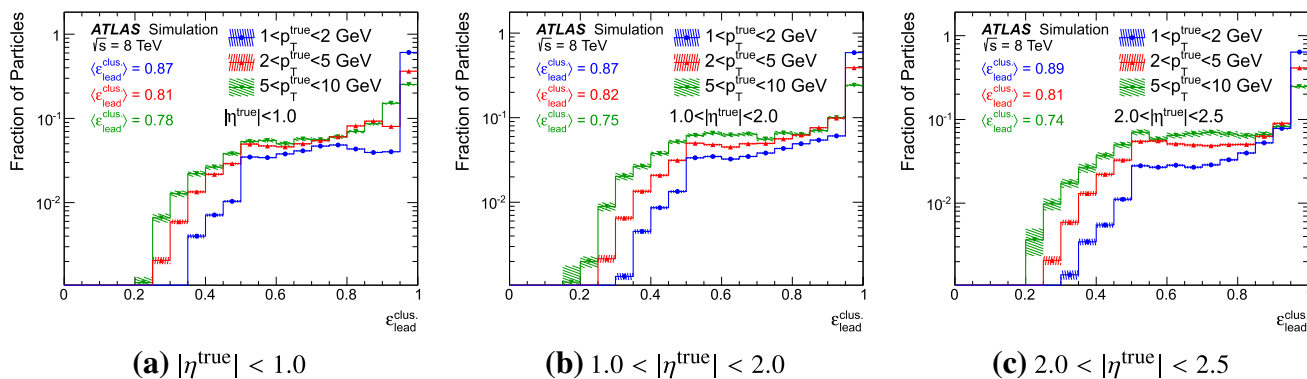 Fraction of Particles
ATLAS Simulation
√s = 8 TeV
⟨ε_lead^clus.⟩ = 0.87
⟨ε_lead^clus.⟩ = 0.81
⟨ε_lead^clus.⟩ = 0.78
1<p_T^true<2 GeV
2<p_T^true<5 GeV
5<p_T^true<10 GeV
|η^true|<1.0
1
10^-1
10^-2
0 0.2 0.4 0.6 0.8 1
ε_lead^clus.
(a) |η^true| < 1.0
Fraction of Particles
ATLAS Simulation
√s = 8 TeV
⟨ε_lead^clus.⟩ = 0.87
⟨ε_lead^clus.⟩ = 0.82
⟨ε_lead^clus.⟩ = 0.75
1<p_T^true<2 GeV
2<p_T^true<5 GeV
5<p_T^true<10 GeV
1.0<|η^true|<2.0
1
10^-1
10^-2
0 0.2 0.4 0.6 0.8 1
ε_lead^clus.
(b) 1.0 < |η^true| < 2.0
Fraction of Particles
ATLAS Simulation
√s = 8 TeV
⟨ε_lead^clus.⟩ = 0.89
⟨ε_lead^clus.⟩ = 0.81
⟨ε_lead^clus.⟩ = 0.74
1<p_T^true<2 GeV
2<p_T^true<5 GeV
5<p_T^true<10 GeV
2.0<|η^true|<2.5
1
10^-1
10^-2
0 0.2 0.4 0.6 0.8 1
ε_lead^clus.
(c) 2.0 < |η^true| < 2.5